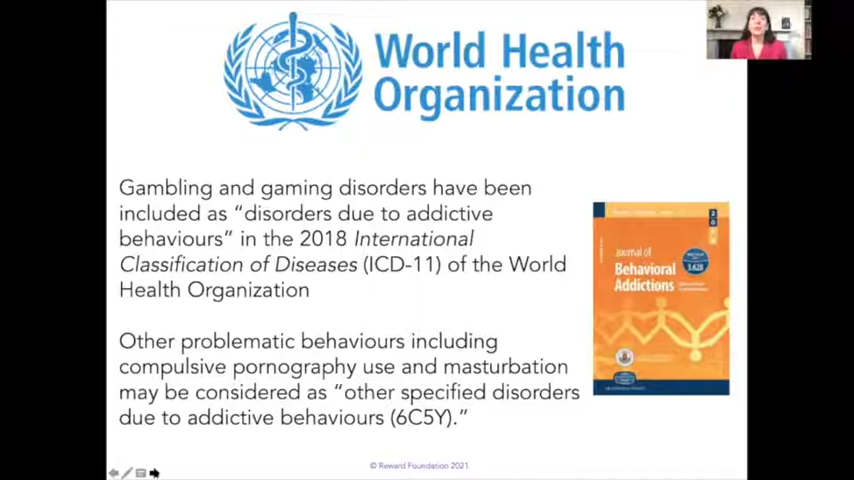 World Health
Organization
Gambling and gaming disorders have been
included as “disorders due to addictive
behaviours” in the 2018 International
Classification of Diseases (ICD-11) of the World
Health Organization
Other problematic behaviours including
compulsive pornography use and masturbation
may be considered as “other specified disorders
due to addictive behaviours (6C5Y).”
Journal of
Behavioral
Addictions
3.628
© Reward Foundation 2021